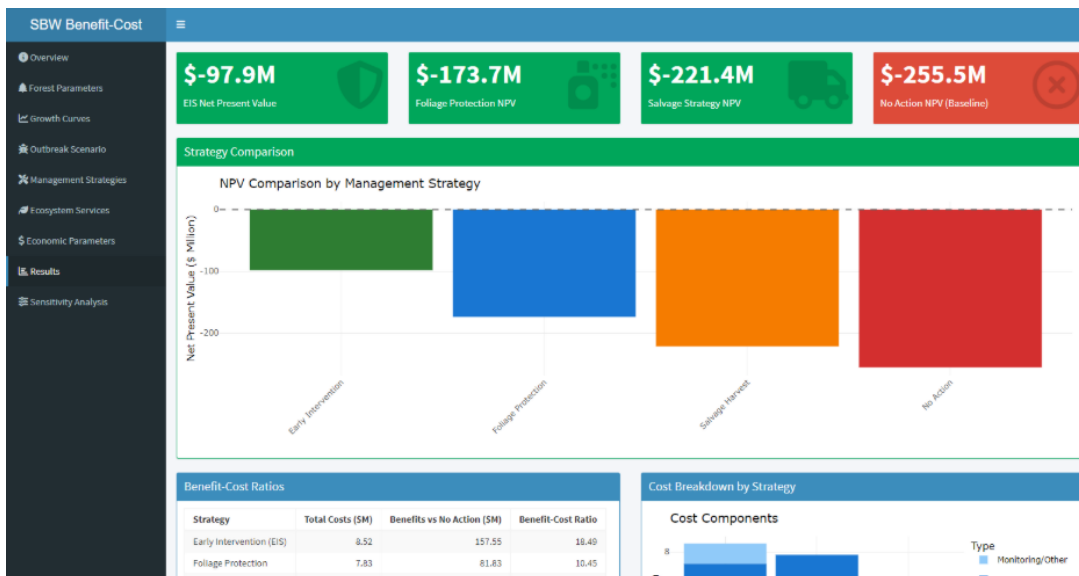 SBW Benefit-Cost
Overview
Forest Parameters
Growth Curves
Outbreak Scenario
Management Strategies
Ecosystem Services
$ Economic Parameters
Results
Sensitivity Analysis
$-97.9M
EIS Net Present Value
$-173.7M
Foliage Protection NPV
$-221.4M
Salvage Strategy NPV
$-255.5M
No Action NPV (Baseline)
Strategy Comparison
NPV Comparison by Management Strategy
Net Present Value ($ Million)
0
-100
-200
Early Intervention
Foliage Protection
Salvage Harvest
No Action
Benefit-Cost Ratios
Strategy Total Costs ($M) Benefits vs No Action ($M) Benefit-Cost Ratio
Early Intervention (EIS) 8.52 157.55 18.49
Foliage Protection 7.83 81.83 10.45
Cost Breakdown by Strategy
Cost Components
8
Type
Monitoring/Other